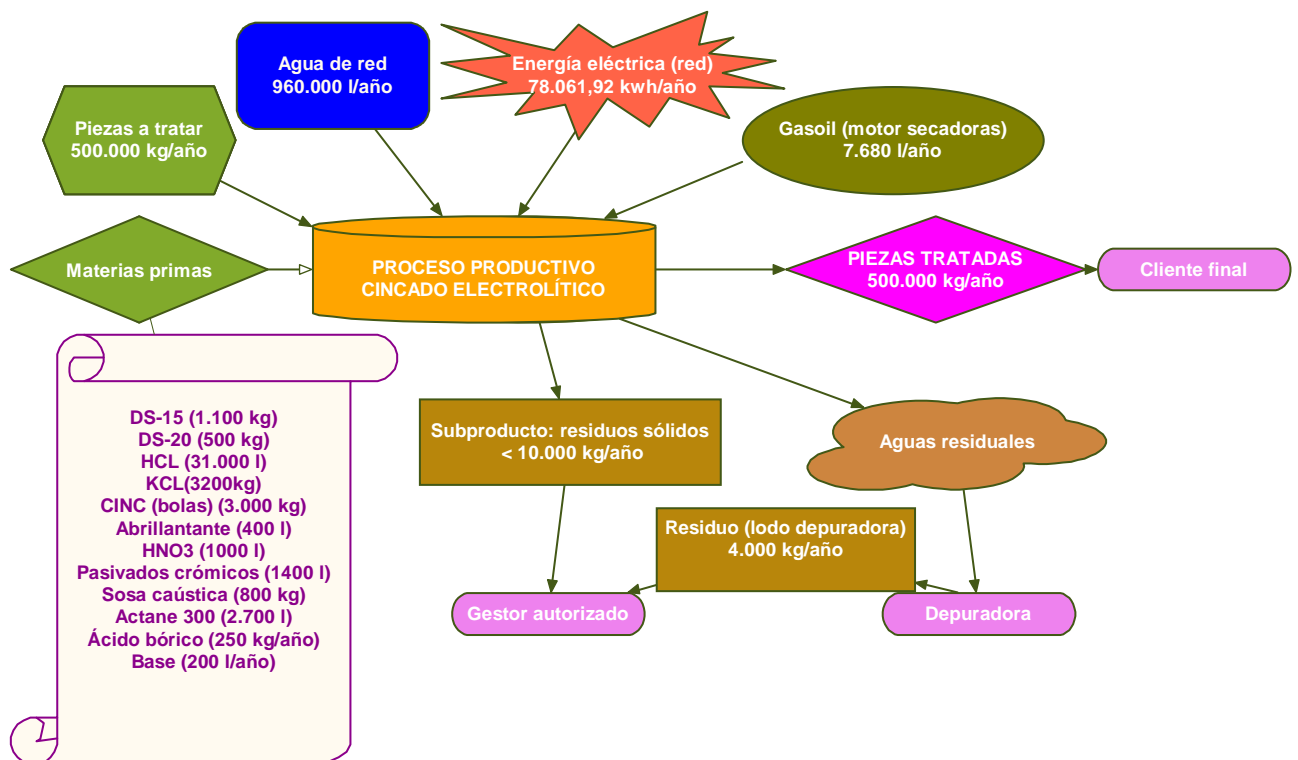 Agua de red
960.000 l/año
Energía eléctrica (red)
78.061,92 kwh/año
Piezas a tratar
500.000 kg/año
Gasoil (motor secadoras)
7.680 l/año
Materias primas
PROCESO PRODUCTIVO
CINCADO ELECTROLÍTICO
PIEZAS TRATADAS
500.000 kg/año
Cliente final
DS-15 (1.100 kg)
DS-20 (500 kg)
HCL (31.000 l)
KCL(3200kg)
CINC (bolas) (3.000 kg)
Abrillantante (400 l)
HNO3 (1000 l)
Pasivados crómicos (1400 l)
Sosa caústica (800 kg)
Actane 300 (2.700 l)
Ácido bórico (250 kg/año)
Base (200 l/año)
Subproducto: residuos sólidos
< 10.000 kg/año
Aguas residuales
Residuo (lodo depuradora)
4.000 kg/año
Gestor autorizado
Depuradora